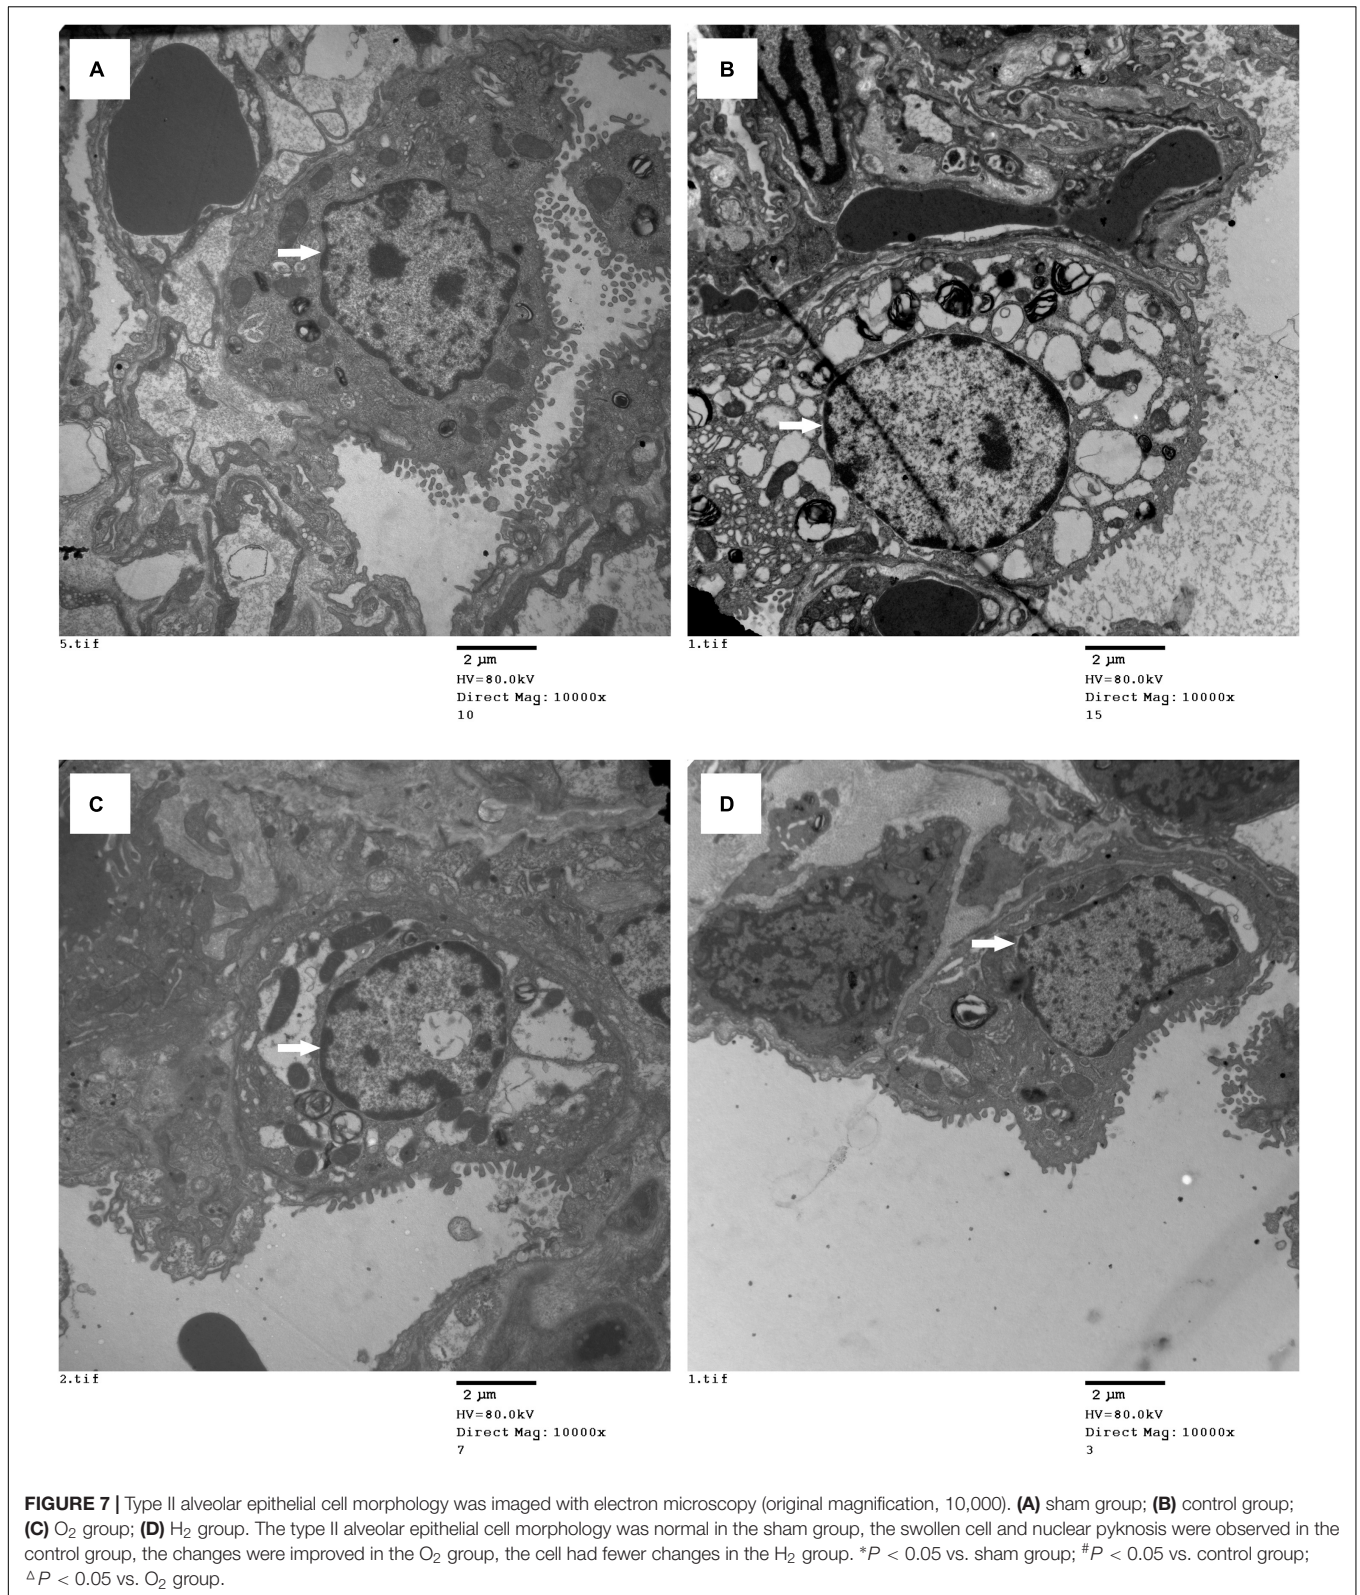 A
B
5.tif
2 µm
HV=80.0kV
Direct Mag: 10000x
10
1.tif
2 µm
HV=80.0kV
Direct Mag: 10000x
15
C
D
2.tif
2 µm
HV=80.0kV
Direct Mag: 10000x
7
1.tif
2 µm
HV=80.0kV
Direct Mag: 10000x
3
FIGURE 7 | Type II alveolar epithelial cell morphology was imaged with electron microscopy (original magnification, 10,000). (A) sham group; (B) control group;
(C) O₂ group; (D) H₂ group. The type II alveolar epithelial cell morphology was normal in the sham group, the swollen cell and nuclear pyknosis were observed in the
control group, the changes were improved in the O₂ group, the cell had fewer changes in the H₂ group. *P < 0.05 vs. sham group; #P < 0.05 vs. control group;
ΔP < 0.05 vs. O₂ group.